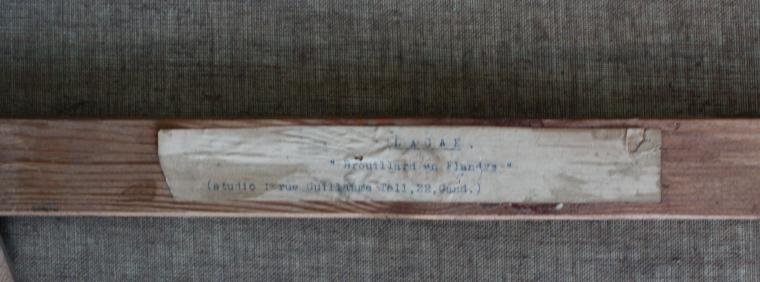 L A G A E .
" Brouillard en Flandre "
(studio : rue Guillaume Tell,22,Gand.)